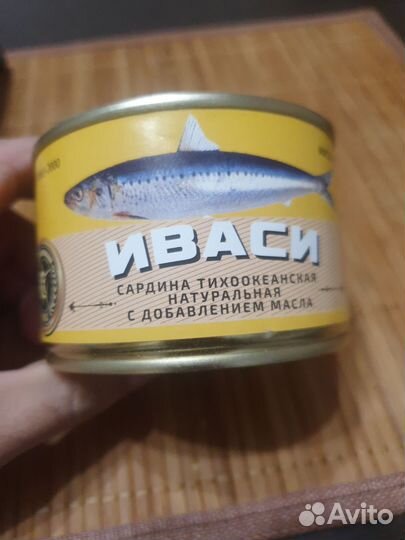 ИВАСИ
САРДИНА ТИХООКЕАНСКАЯ
НАТУРАЛЬНАЯ
С ДОБАВЛЕНИЕМ МАСЛА
Avito